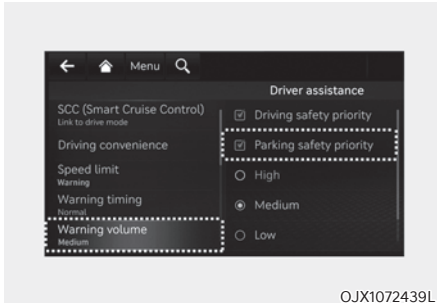 Menu
Driver assistance
SCC (Smart Cruise Control)
Link to drive mode
Driving convenience
Speed limit
Warning
Warning timing
Normal
Warning volume
Medium
Driving safety priority
Parking safety priority
High
Medium
Low
OJX1072439L